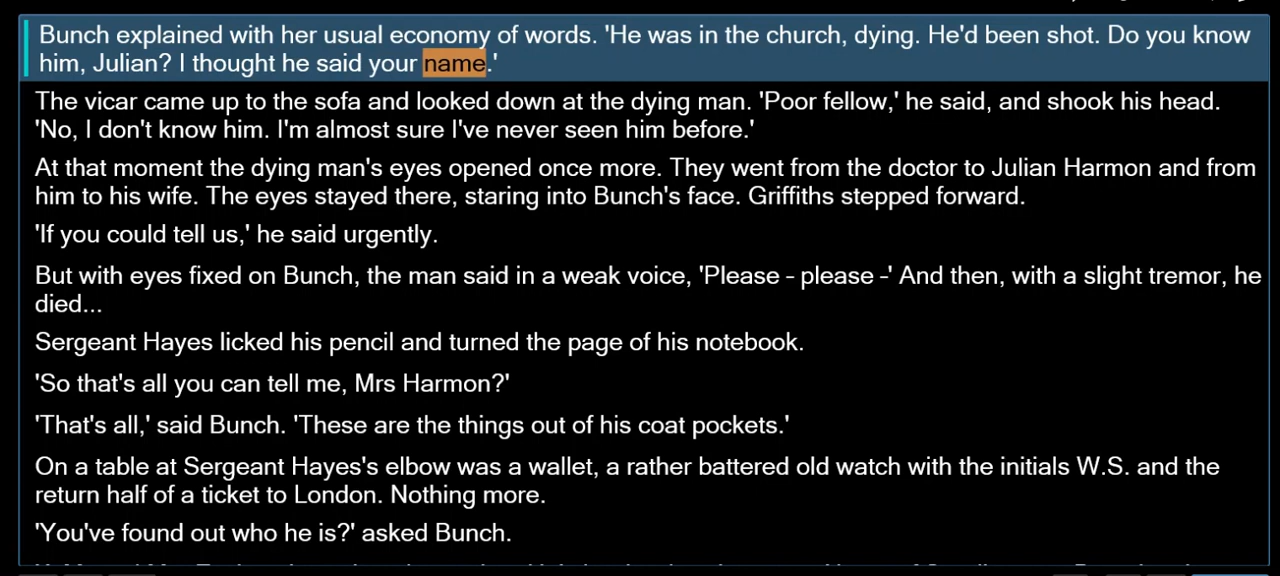 Bunch explained with her usual economy of words. 'He was in the church, dying. He'd been shot. Do you know
him, Julian? I thought he said your name.'
The vicar came up to the sofa and looked down at the dying man. 'Poor fellow,' he said, and shook his head.
'No, I don't know him. I'm almost sure I've never seen him before.'
At that moment the dying man's eyes opened once more. They went from the doctor to Julian Harmon and from
him to his wife. The eyes stayed there, staring into Bunch's face. Griffiths stepped forward.
'If you could tell us,' he said urgently.
But with eyes fixed on Bunch, the man said in a weak voice, 'Please - please -' And then, with a slight tremor, he
died...
Sergeant Hayes licked his pencil and turned the page of his notebook.
'So that's all you can tell me, Mrs Harmon?'
'That's all,' said Bunch. 'These are the things out of his coat pockets.'
On a table at Sergeant Hayes's elbow was a wallet, a rather battered old watch with the initials W.S. and the
return half of a ticket to London. Nothing more.
'You've found out who he is?' asked Bunch.